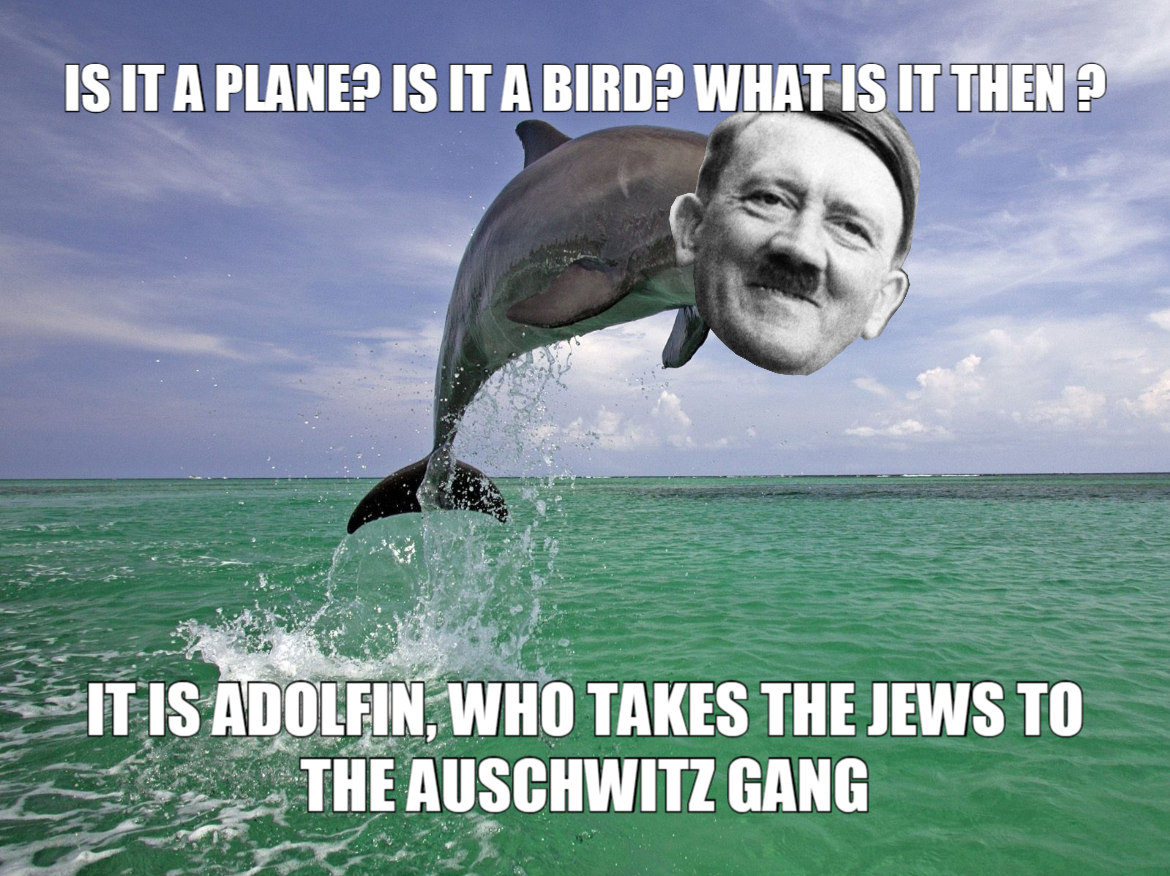 IS IT A PLANE? IS IT A BIRD? WHAT IS IT THEN ?
IT IS ADOLFIN, WHO TAKES THE JEWS TO
THE AUSCHWITZ GANG